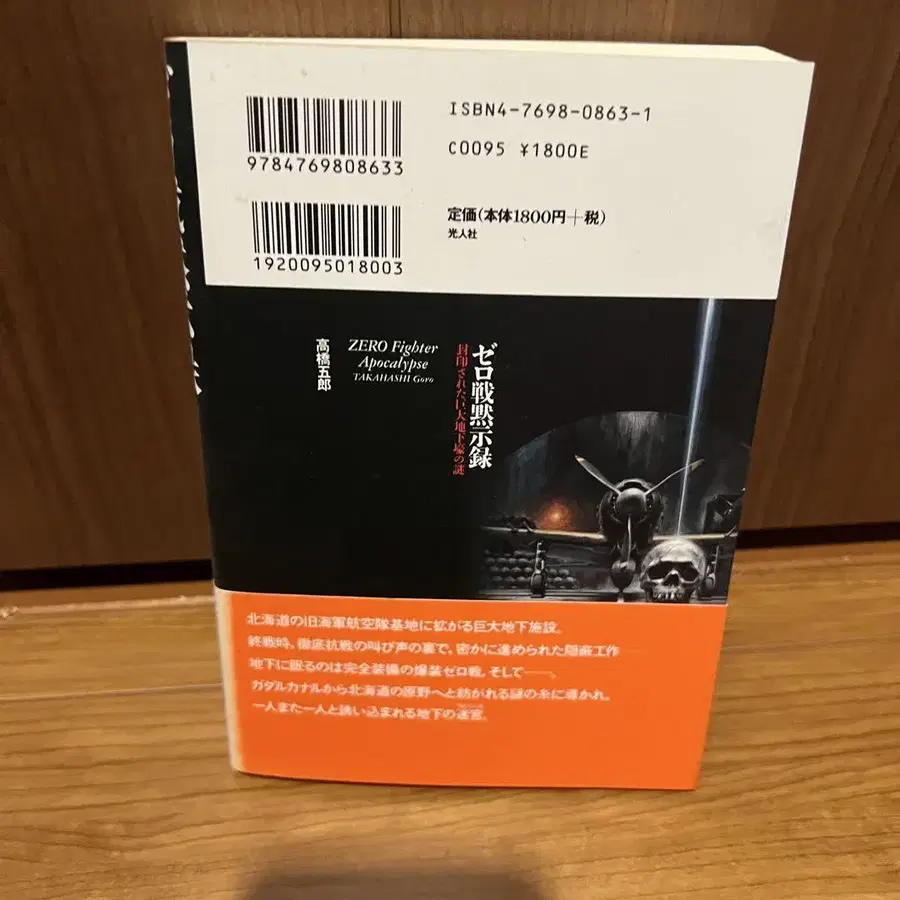 ISBN4-7698-0863-1
9784769808633
C0095 ¥1800E
定価(本体1800円+税)
光人社
1920095018003
ゼロ戦黙示録
封印された巨大地下壕の謎
ZERO Fighter
Apocalypse
TAKAHASHI Goro
高橋五郎
北海道の旧海軍航空隊基地に拡がる巨大地下施設。
終戦時、徹底抗戦の叫び声の裏で、密かに進められた隠蔽工作――
地下に眠るのは完全装備の爆装ゼロ戦、そして――。
ガダルカナルから北海道の原野へと紡がれる謎の糸に導かれ、
一人また一人と誘い込まれる地下の迷宮。